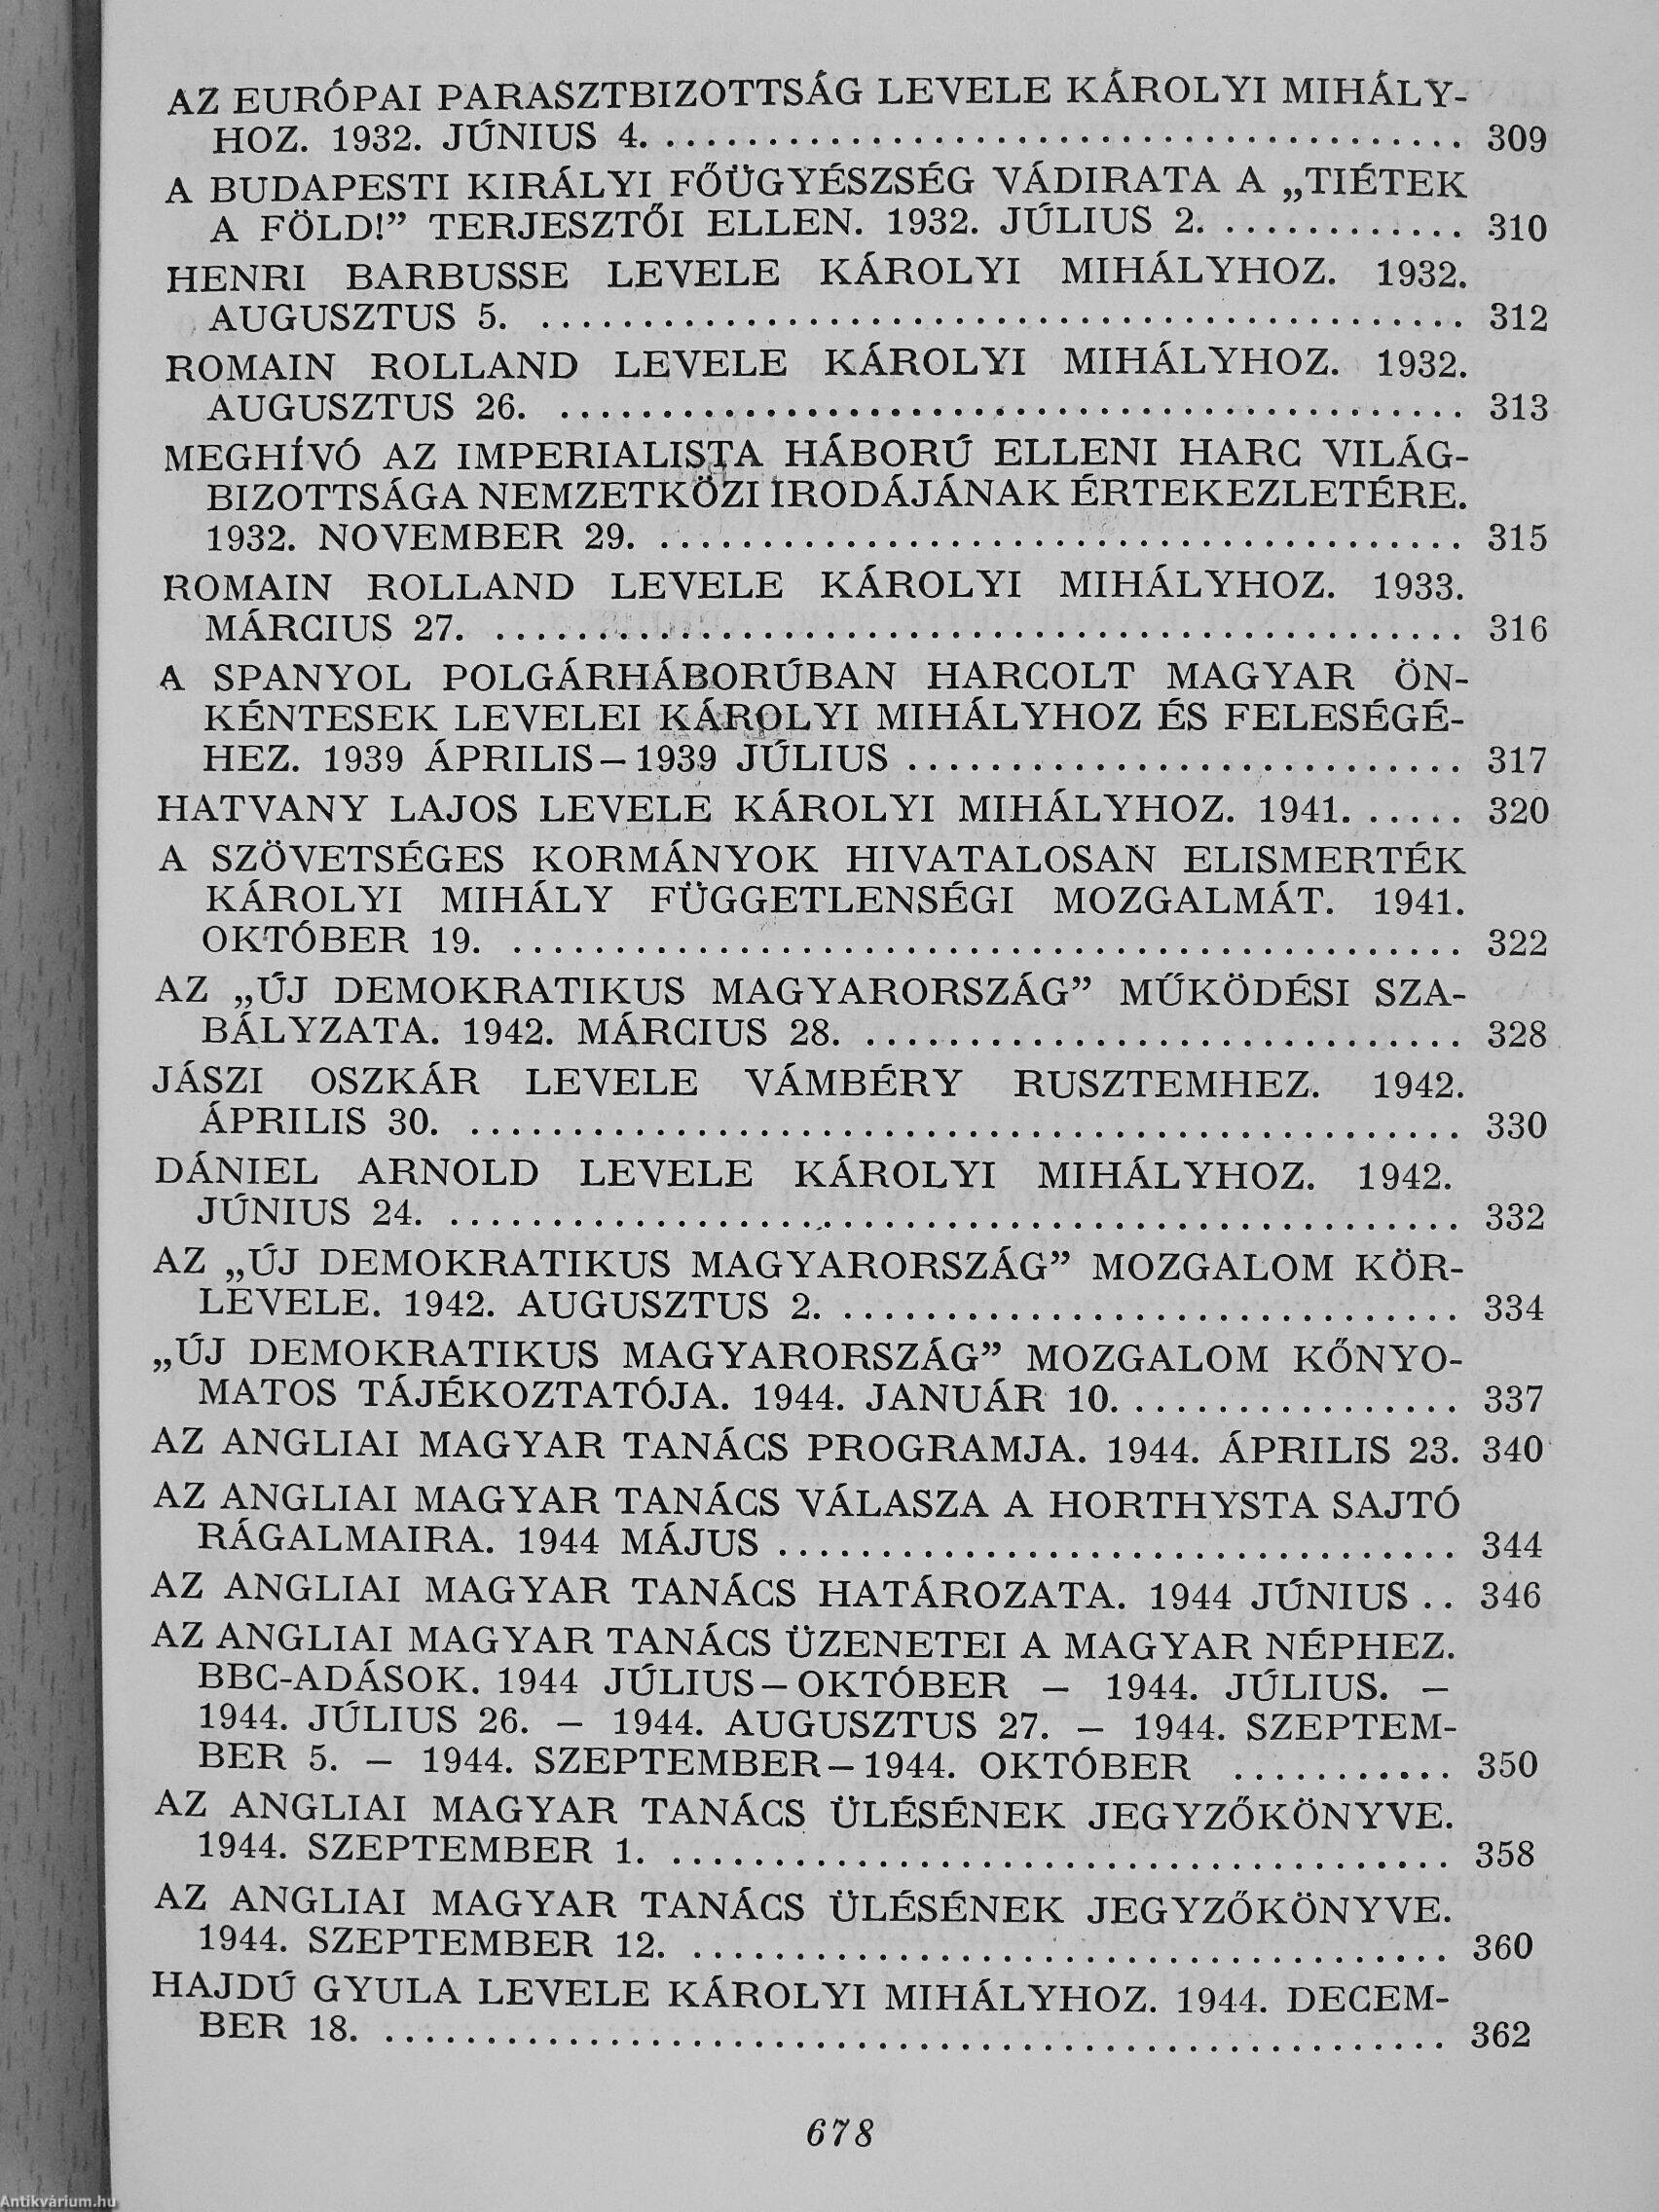 AZ EURÓPAI PARASZTBIZOTTSÁG LEVELE KÁROLYI MIHÁLY-
HOZ. 1932. JÚNIUS 4. ........................................ 309
A BUDAPESTI KIRÁLYI FŐÜGYÉSZSÉG VÁDIRATA A „TIÉTEK
A FÖLD!” TERJESZTŐI ELLEN. 1932. JÚLIUS 2. ............ 310
HENRI BARBUSSE LEVELE KÁROLYI MIHÁLYHOZ. 1932.
AUGUSZTUS 5. ............................................. 312
ROMAIN ROLLAND LEVELE KÁROLYI MIHÁLYHOZ. 1932.
AUGUSZTUS 26. ............................................ 313
MEGHÍVÓ AZ IMPERIALISTA HÁBORÚ ELLENI HARC VILÁG-
BIZOTTSÁGA NEMZETKÖZI IRODÁJÁNAK ÉRTEKEZLETÉRE.
1932. NOVEMBER 29. ....................................... 315
ROMAIN ROLLAND LEVELE KÁROLYI MIHÁLYHOZ. 1933.
MÁRCIUS 27. ............................................... 316
A SPANYOL POLGÁRHÁBORÚBAN HARCOLT MAGYAR ÖN-
KÉNTESEK LEVELEI KÁROLYI MIHÁLYHOZ ÉS FELESÉGÉ-
HEZ. 1939 ÁPRILIS–1939 JÚLIUS ........................... 317
HATVANY LAJOS LEVELE KÁROLYI MIHÁLYHOZ. 1941. ..... 320
A SZÖVETSÉGES KORMÁNYOK HIVATALOSAN ELISMERTÉK
KÁROLYI MIHÁLY FÜGGETLENSÉGI MOZGALMÁT. 1941.
OKTÓBER 19. .............................................. 322
AZ „ÚJ DEMOKRATIKUS MAGYARORSZÁG” MŰKÖDÉSI SZA-
BÁLYZATA. 1942. MÁRCIUS 28. ............................. 328
JÁSZI OSZKÁR LEVELE VÁMBÉRY RUSZTEMHEZ. 1942.
ÁPRILIS 30. ................................................ 330
DÁNIEL ARNOLD LEVELE KÁROLYI MIHÁLYHOZ. 1942.
JÚNIUS 24. ................................................. 332
AZ „ÚJ DEMOKRATIKUS MAGYARORSZÁG” MOZGALOM KÖR-
LEVELE. 1942. AUGUSZTUS 2. .............................. 334
„ÚJ DEMOKRATIKUS MAGYARORSZÁG” MOZGALOM KŐNYO-
MATOS TÁJÉKOZTATÓJA. 1944. JANUÁR 10. ................ 337
AZ ANGLIAI MAGYAR TANÁCS PROGRAMJA. 1944. ÁPRILIS 23. 340
AZ ANGLIAI MAGYAR TANÁCS VÁLASZA A HORTHYSTA SAJTÓ
RÁGALMAIRA. 1944 MÁJUS ................................. 344
AZ ANGLIAI MAGYAR TANÁCS HATÁROZATA. 1944 JÚNIUS .. 346
AZ ANGLIAI MAGYAR TANÁCS ÜZENETEI A MAGYAR NÉPHEZ.
BBC-ADÁSOK. 1944 JÚLIUS–OKTÓBER – 1944. JÚLIUS. –
1944. JÚLIUS 26. – 1944. AUGUSZTUS 27. – 1944. SZEPTEM-
BER 5. – 1944. SZEPTEMBER–1944. OKTÓBER ........... 350
AZ ANGLIAI MAGYAR TANÁCS ÜLÉSÉNEK JEGYZŐKÖNYVE.
1944. SZEPTEMBER 1. ...................................... 358
AZ ANGLIAI MAGYAR TANÁCS ÜLÉSÉNEK JEGYZŐKÖNYVE.
1944. SZEPTEMBER 12. ..................................... 360
HAJDÚ GYULA LEVELE KÁROLYI MIHÁLYHOZ. 1944. DECEM-
BER 18. .................................................... 362
678
Antikvárium.hu